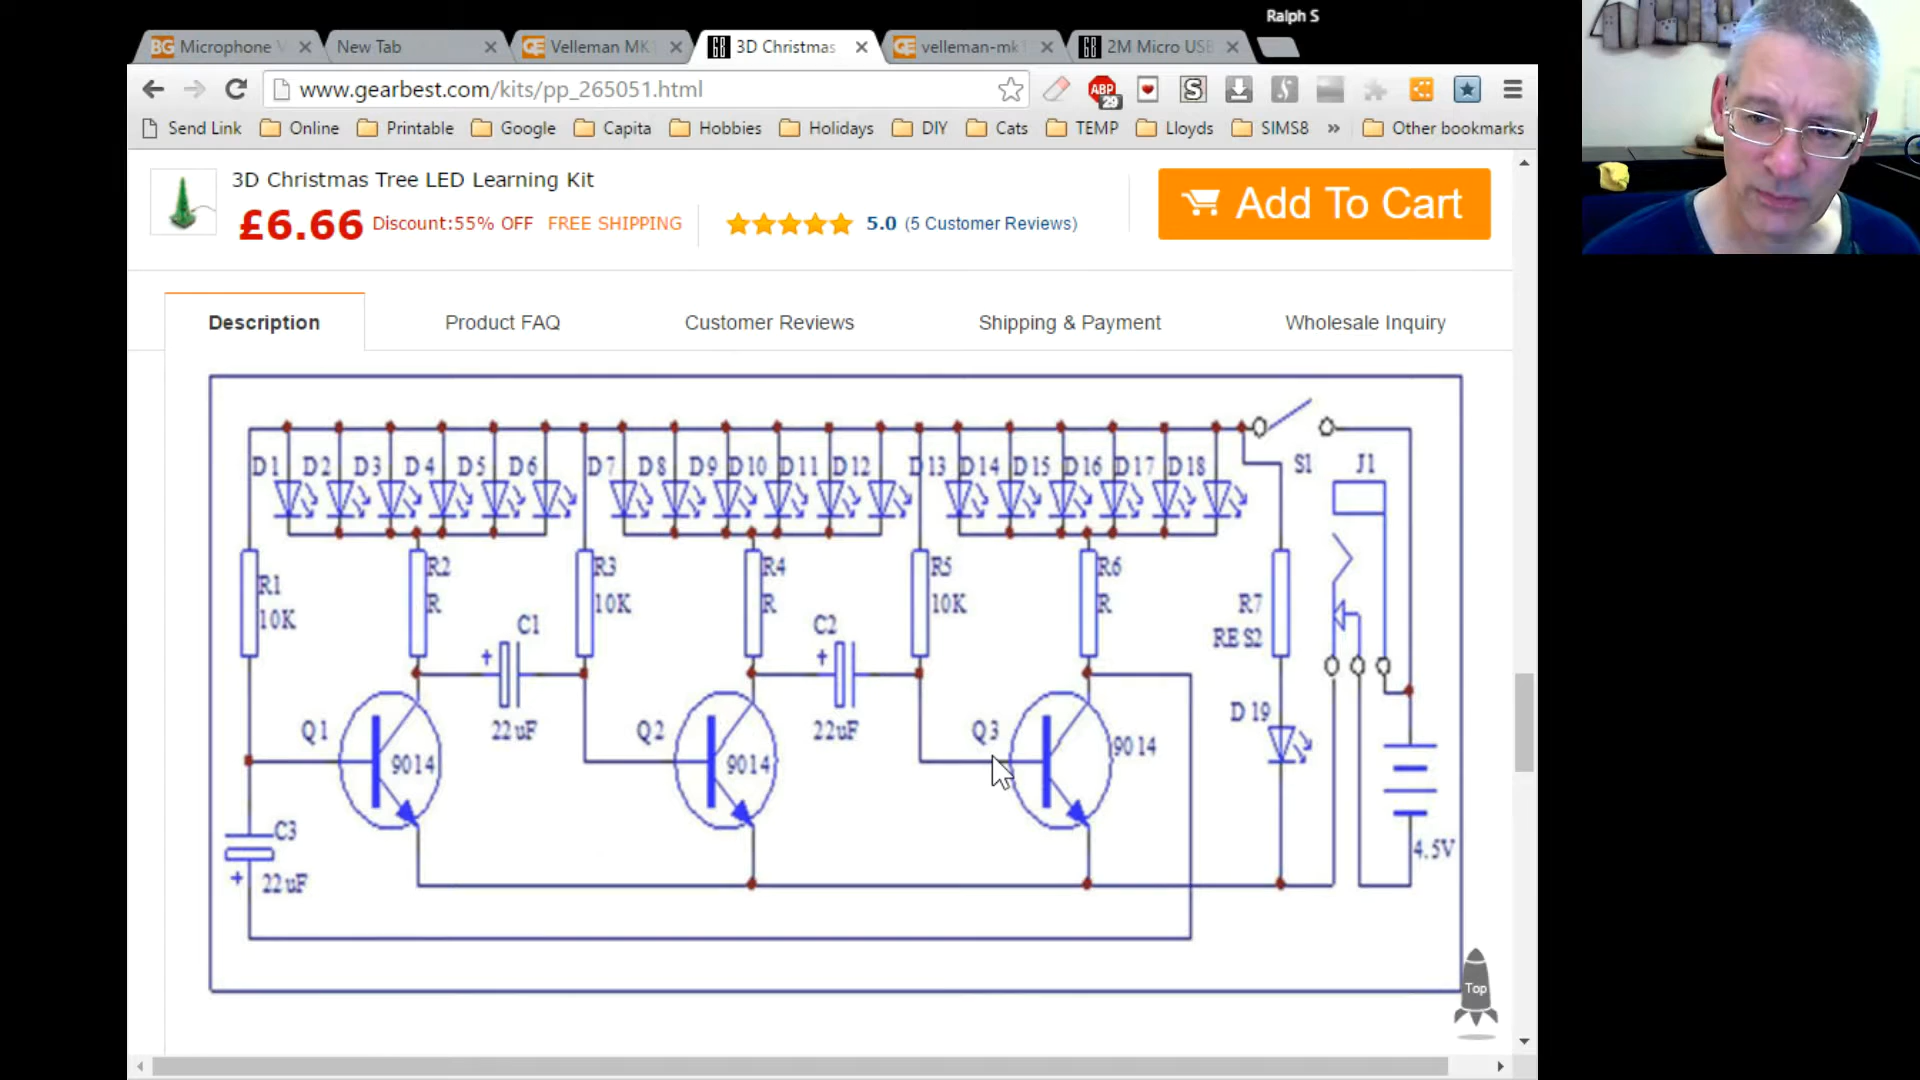 Ralph S
BG Microphone V
New Tab
Velleman MK
3D Christmas
velleman-mk
2M Micro USB
www.gearbest.com/kits/pp_265051.html
ABP
29
Send Link Online Printable Google Capita Hobbies Holidays DIY Cats TEMP Lloyds SIMS8 » Other bookmarks
3D Christmas Tree LED Learning Kit
£6.66 Discount:55% OFF FREE SHIPPING 5.0 (5 Customer Reviews)
Add To Cart
Description Product FAQ Customer Reviews Shipping & Payment Wholesale Inquiry
D1 D2 D3 D4 D5 D6 D7 D8 D9 D10 D11 D12 D13 D14 D15 D16 D17 D18 S1 J1
R1
10K
R2
R
R3
10K
R4
R
R5
10K
R6
R
R7
RES2
C1
+
22uF
C2
+
22uF
D19
Q1
9014
Q2
9014
Q3
9014
C3
+
22uF
4.5V
Top